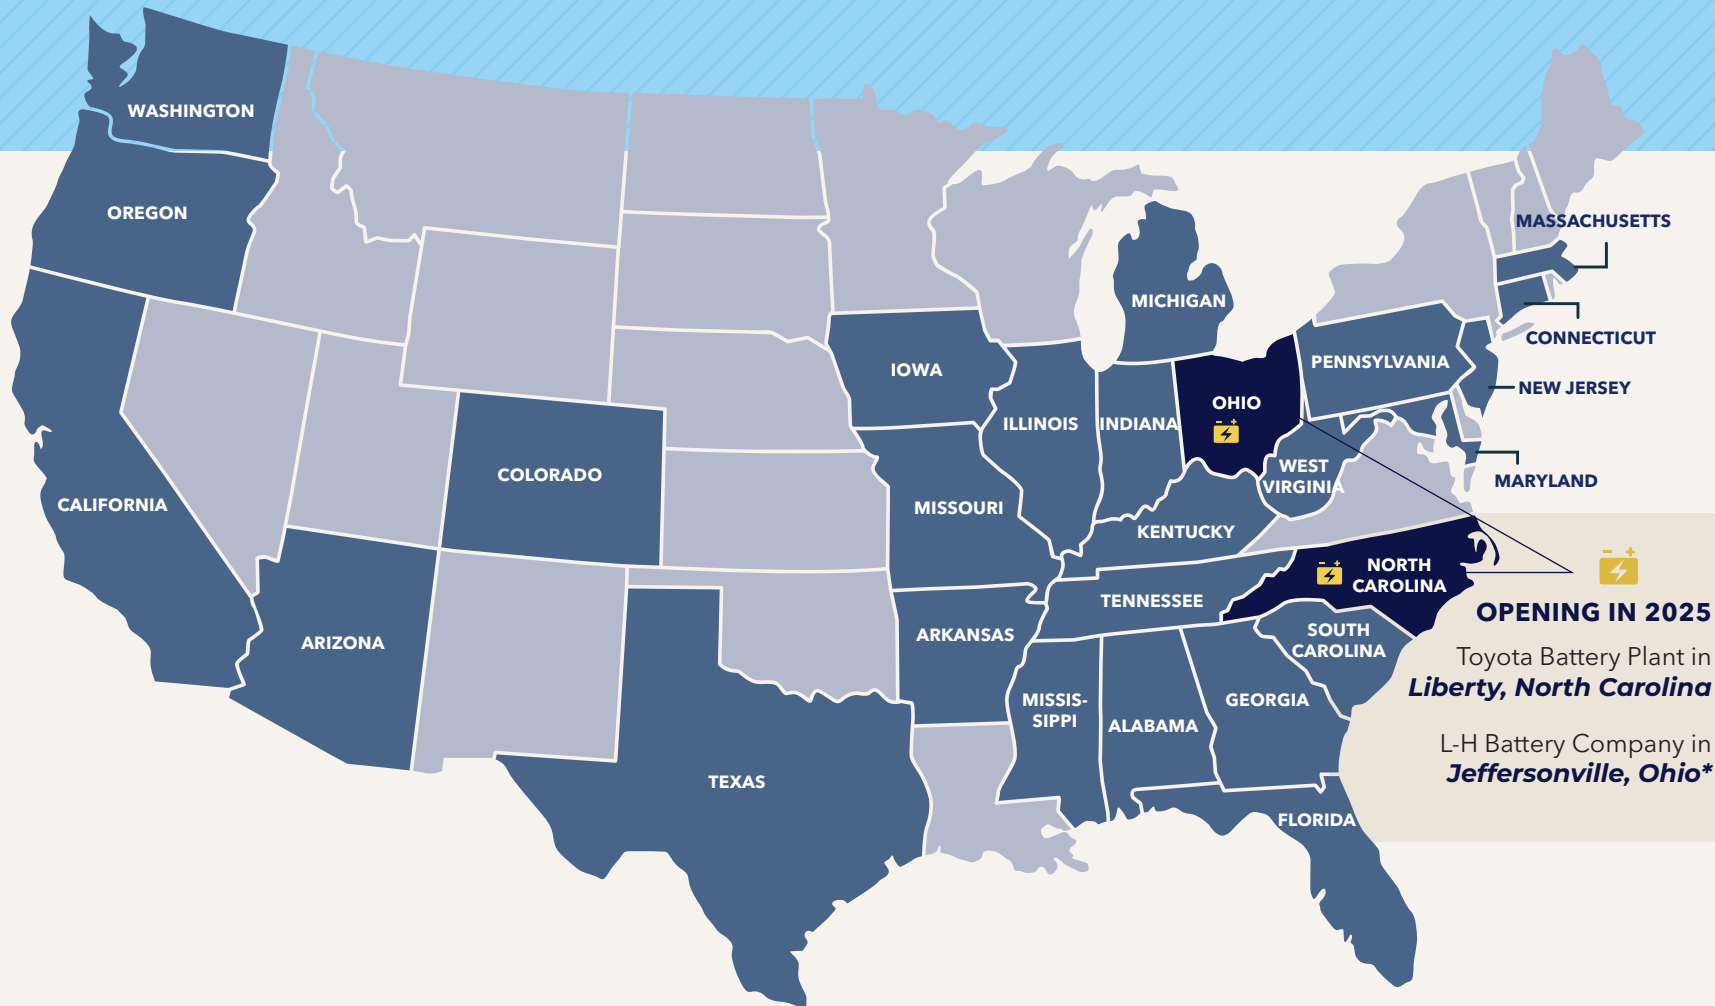 WASHINGTON
OREGON
MASSACHUSETTS
MICHIGAN
CONNECTICUT
PENNSYLVANIA
IOWA
NEW JERSEY
OHIO
ILLINOIS
INDIANA
COLORADO
WEST
VIRGINIA
MARYLAND
CALIFORNIA
MISSOURI
KENTUCKY
NORTH
CAROLINA
TENNESSEE
OPENING IN 2025
ARKANSAS
ARIZONA
SOUTH
CAROLINA
Toyota Battery Plant in
Liberty, North Carolina
MISSIS-
SIPPI
GEORGIA
ALABAMA
L-H Battery Company in
Jeffersonville, Ohio*
TEXAS
FLORIDA